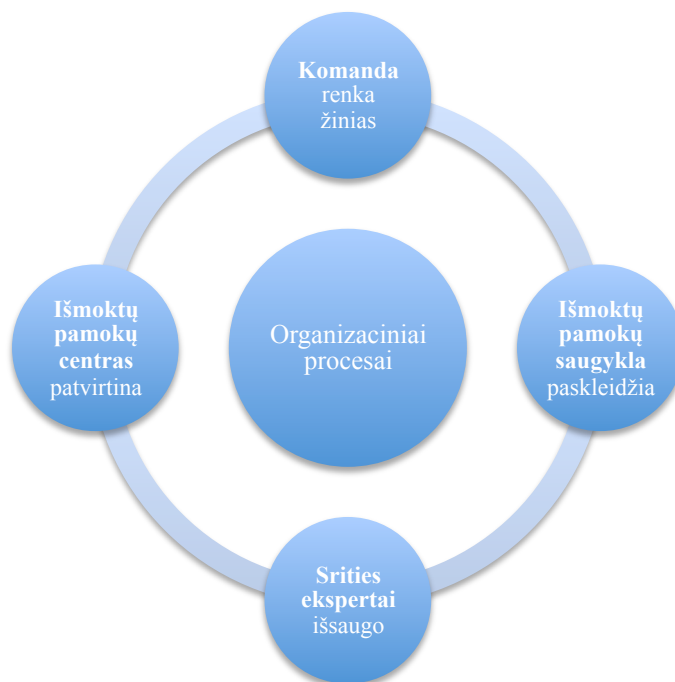 Komanda
renka
žinias
Išmoktų
pamokų
centras
patvirtina
Organizaciniai
procesai
Išmoktų
pamokų
saugykla
paskleidžia
Srities
ekspertai
išsaugo